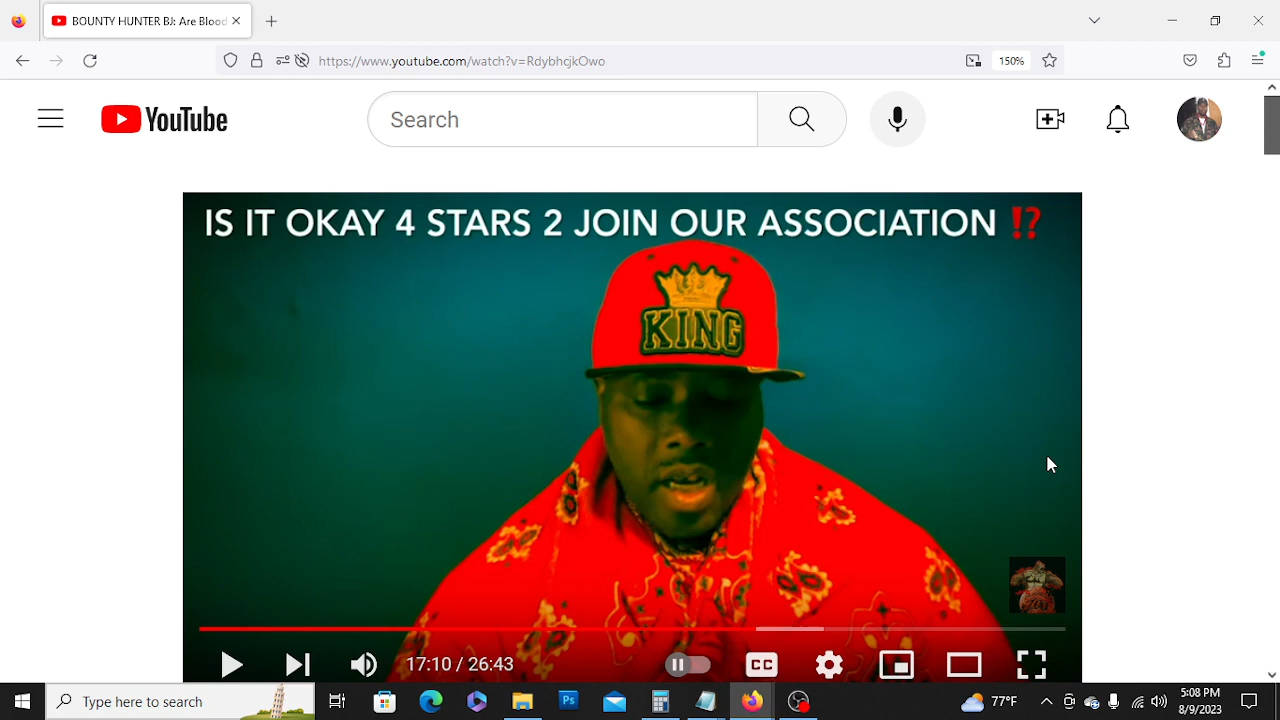 BOUNTY HUNTER BJ: Are Blood
https://www.youtube.com/watch?v=RdybhcjkOwo
150%
YouTube
Search
IS IT OKAY 4 STARS 2 JOIN OUR ASSOCIATION ⁉
KING
17:10 / 26:43
CC
Type here to search
Ps
77°F
5:08 PM
8/9/2023